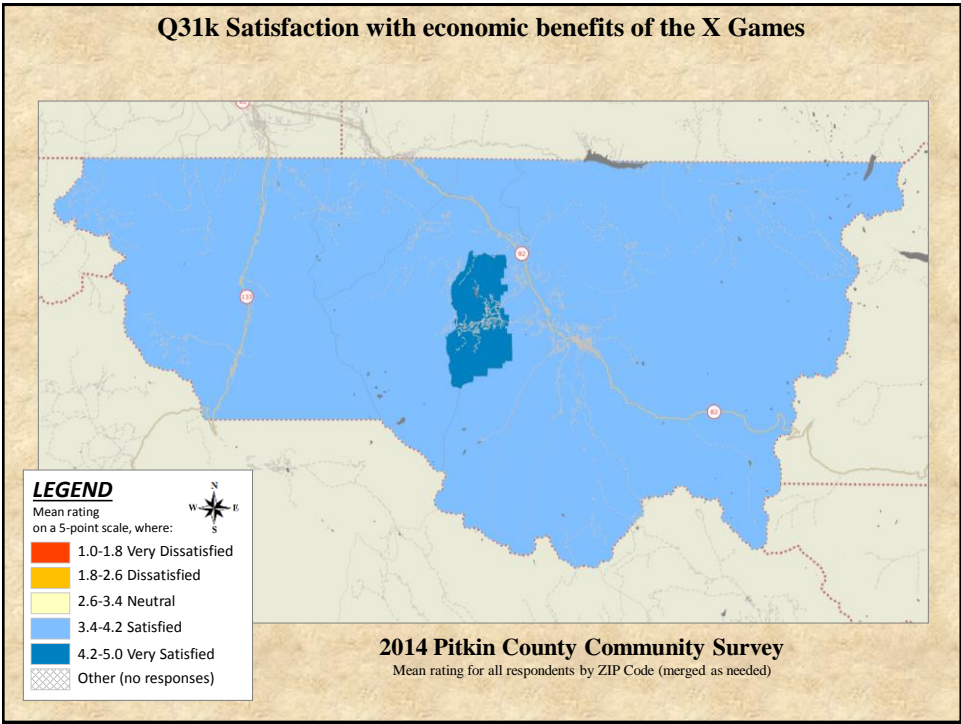 Q31k Satisfaction with economic benefits of the X Games
82
133
82
LEGEND
Mean rating
on a 5-point scale, where:
N
W
E
S
1.0-1.8 Very Dissatisfied
1.8-2.6 Dissatisfied
2.6-3.4 Neutral
3.4-4.2 Satisfied
4.2-5.0 Very Satisfied
Other (no responses)
2014 Pitkin County Community Survey
Mean rating for all respondents by ZIP Code (merged as needed)